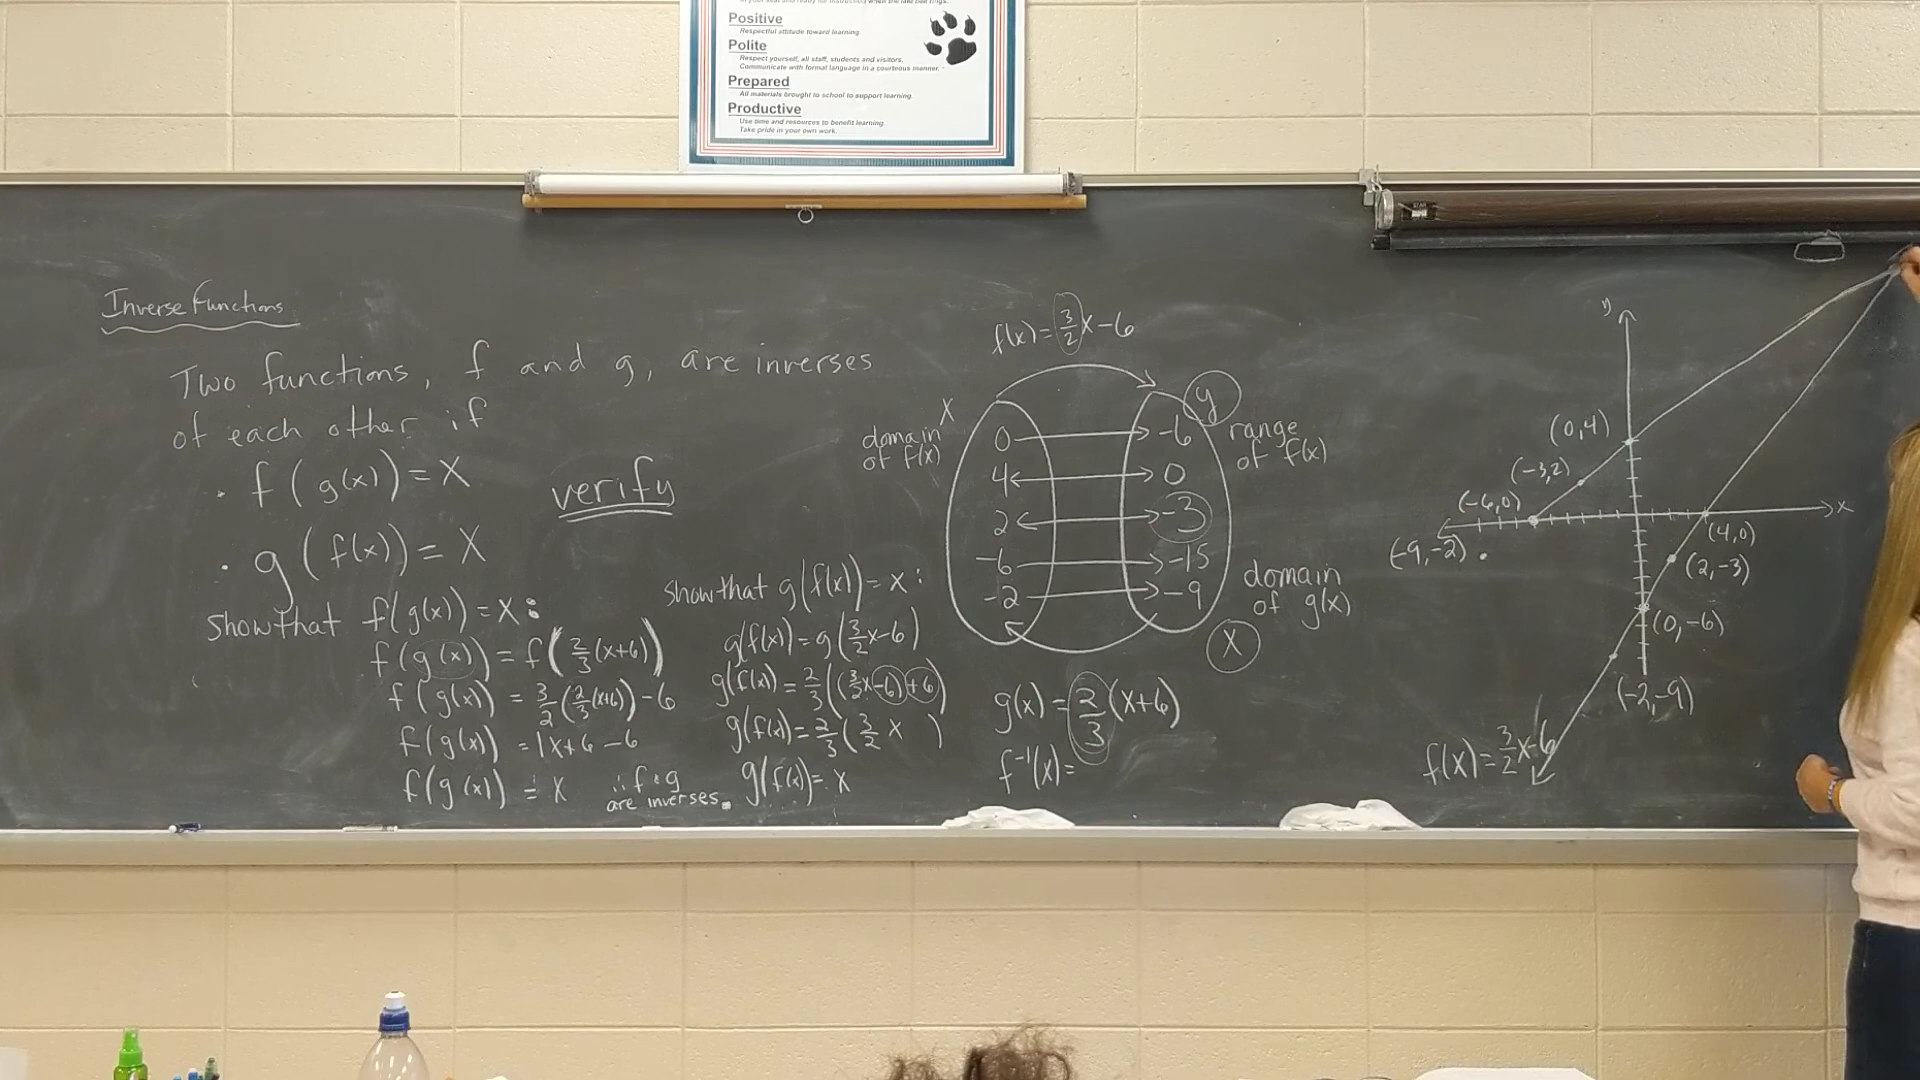 Positive
Respectful attitude toward learning.
Polite
Respect yourself, all staff, students and visitors.
Communicate with formal language in a courteous manner.
Prepared
All materials brought to school to support learning.
Productive
Use time and resources to benefit learning.
Take pride in your own work.
STAR
Inverse Functions
Two functions, f and g, are inverses
of each other if
• f(g(x)) = X
• g(f(x)) = X
verify
Show that f(g(x)) = X:
f(g(x)) = f(2/3(x+6))
f(g(x)) = 3/2(2/3(x+6)) - 6
f(g(x)) = 1x+6-6
f(g(x)) = X
∴ f & g
are inverses.
Show that g(f(x)) = X:
g(f(x)) = g(3/2x-6)
g(f(x)) = 2/3((3/2x-6)+6)
g(f(x)) = 2/3(3/2 x )
g(f(x)) = X
f(x) = 3/2x-6
X
y
domain
of f(x)
range
of f(x)
0 -6
4 0
2 -3
-6 -15
-2 -9
domain
of g(x)
X
g(x) = 2/3(x+6)
f⁻¹(x) =
y
(0,4)
(-3,2)
(-6,0)
x
(4,0)
(-9,-2)
(2,-3)
(0,-6)
(-2,-9)
f(x) = 3/2x-6